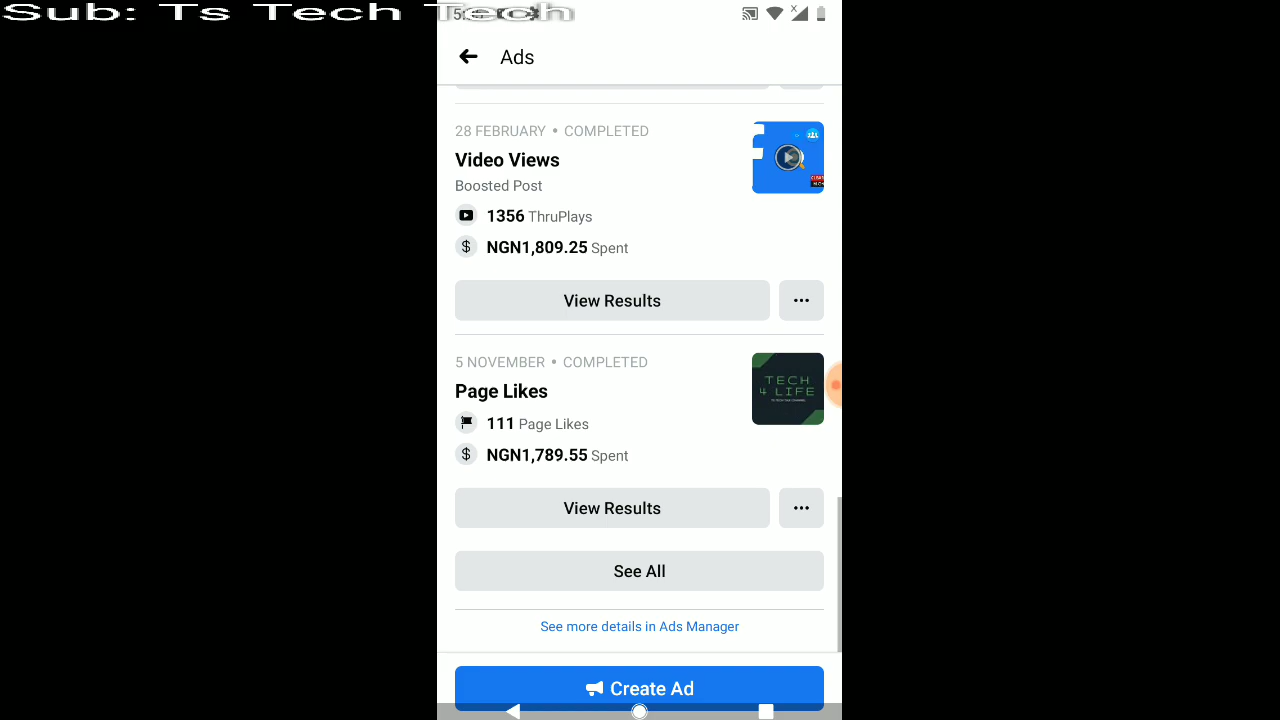 Sub: Ts Tech Tech
Ads
28 FEBRUARY • COMPLETED
Video Views
Boosted Post
1356 ThruPlays
$ NGN1,809.25 Spent
View Results
5 NOVEMBER • COMPLETED
TECH
4 LIFE
Page Likes
111 Page Likes
$ NGN1,789.55 Spent
View Results
See All
See more details in Ads Manager
Create Ad